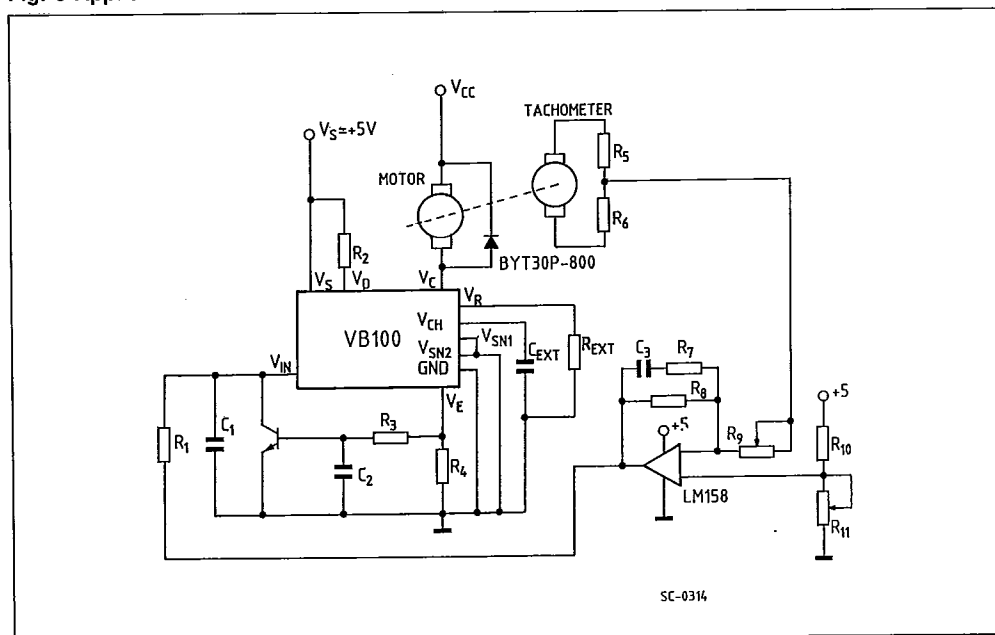 V_CC
TACHOMETER
V_S=+5V
R_5
MOTOR
R_6
R_2
BYT30P-800
V_S
V_D
V_C
V_R
V_CH
V_SN1
VB100
V_SN2
C_EXT
R_EXT
GND
C_3
R_7
V_IN
V_E
R_8
+5
+5
R_3
R_9
R_10
R_1
C_1
R_4
C_2
LM158
R_11
SC-0314